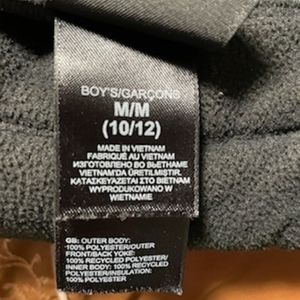 BOY'S/GARÇONS
M/M
(10/12)
MADE IN VIETNAM
FABRIQUÉ AU VIETNAM
ИЗГОТОВЛЕНО ВО ВЬЕТНАМЕ
VIETNAM'DA ÜRETILMIŞTIR.
ΚΑΤΑΣΚΕΥΑΖΕΤΑΙ ΣΤΟ ΒΙΕΤΝΑΜ
WYPRODUKOWANO W
WIETNAMIE
GB: OUTER BODY:
100% POLYESTER/OUTER
FRONT/BACK YOKE:
100% RECYCLED POLYESTER/
INNER BODY: 100% RECYCLED
POLYESTER/INSULATION:
100% POLYESTER